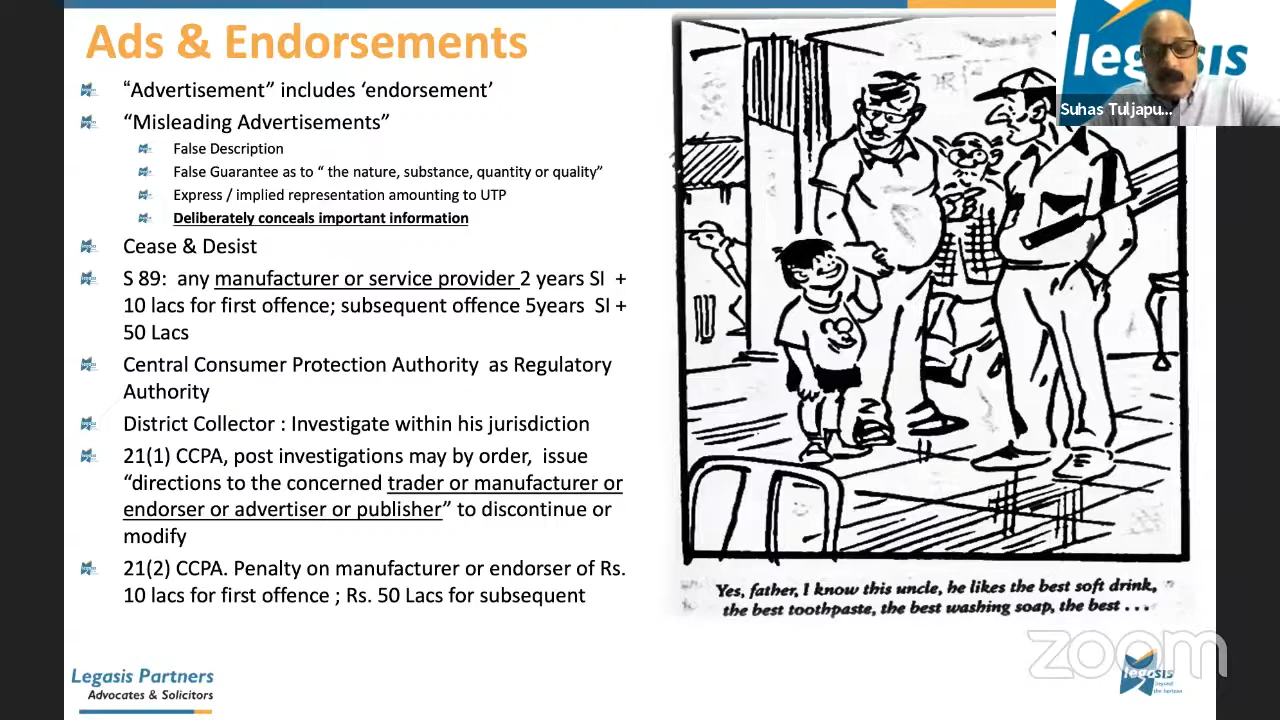 Ads & Endorsements
“Advertisement” includes ‘endorsement’
“Misleading Advertisements”
False Description
False Guarantee as to “ the nature, substance, quantity or quality”
Express / implied representation amounting to UTP
Deliberately conceals important information
Cease & Desist
S 89:  any manufacturer or service provider 2 years SI  +
10 lacs for first offence; subsequent offence 5years  SI +
50 Lacs
Central Consumer Protection Authority  as Regulatory
Authority
District Collector : Investigate within his jurisdiction
21(1) CCPA, post investigations may by order,  issue
“directions to the concerned trader or manufacturer or
endorser or advertiser or publisher” to discontinue or
modify
21(2) CCPA. Penalty on manufacturer or endorser of Rs.
10 lacs for first offence ; Rs. 50 Lacs for subsequent
Legasis Partners
Advocates & Solicitors
legasis
Suhas Tuljapu...
Yes, father, I know this uncle, he likes the best soft drink,
the best toothpaste, the best washing soap, the best . . .
zoom
legasis
beyond
the horizon